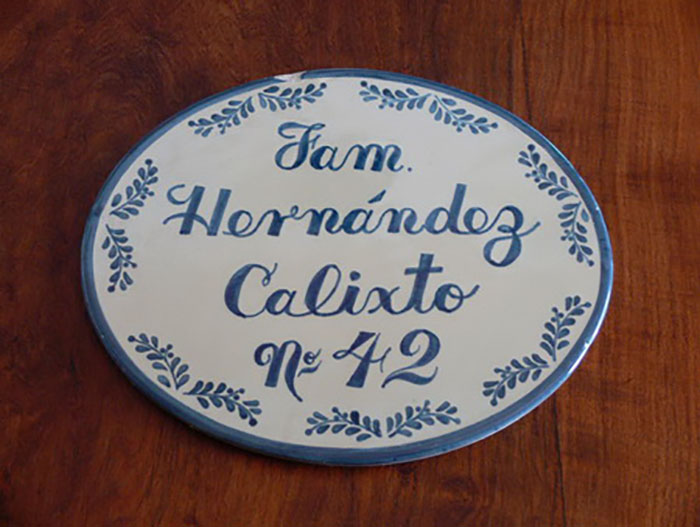 Fam.
Hernández
Calixto
Nº 42